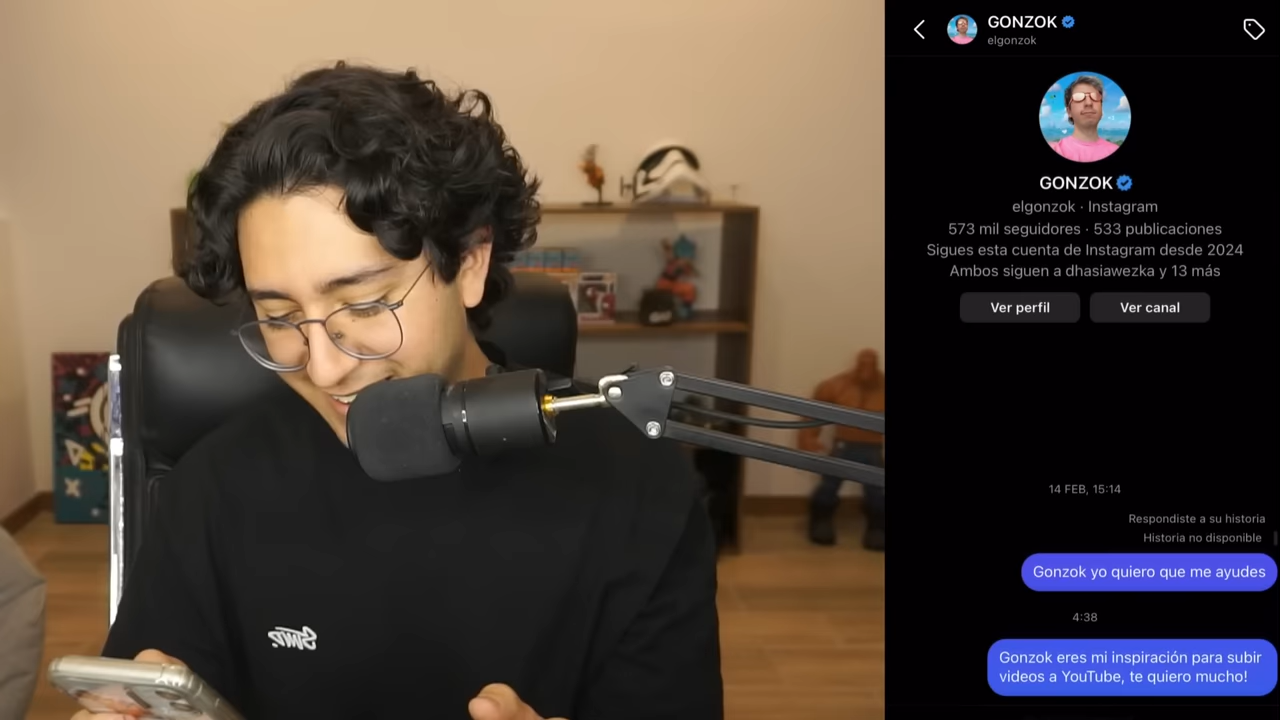 GONZOK
elgonzok
GONZOK
elgonzok · Instagram
573 mil seguidores · 533 publicaciones
Sigues esta cuenta de Instagram desde 2024
Ambos siguen a dhasiawezka y 13 más
Ver perfil
Ver canal
14 FEB, 15:14
Respondiste a su historia
Historia no disponible
Gonzok yo quiero que me ayudes
4:38
Gonzok eres mi inspiración para subir
videos a YouTube, te quiero mucho!